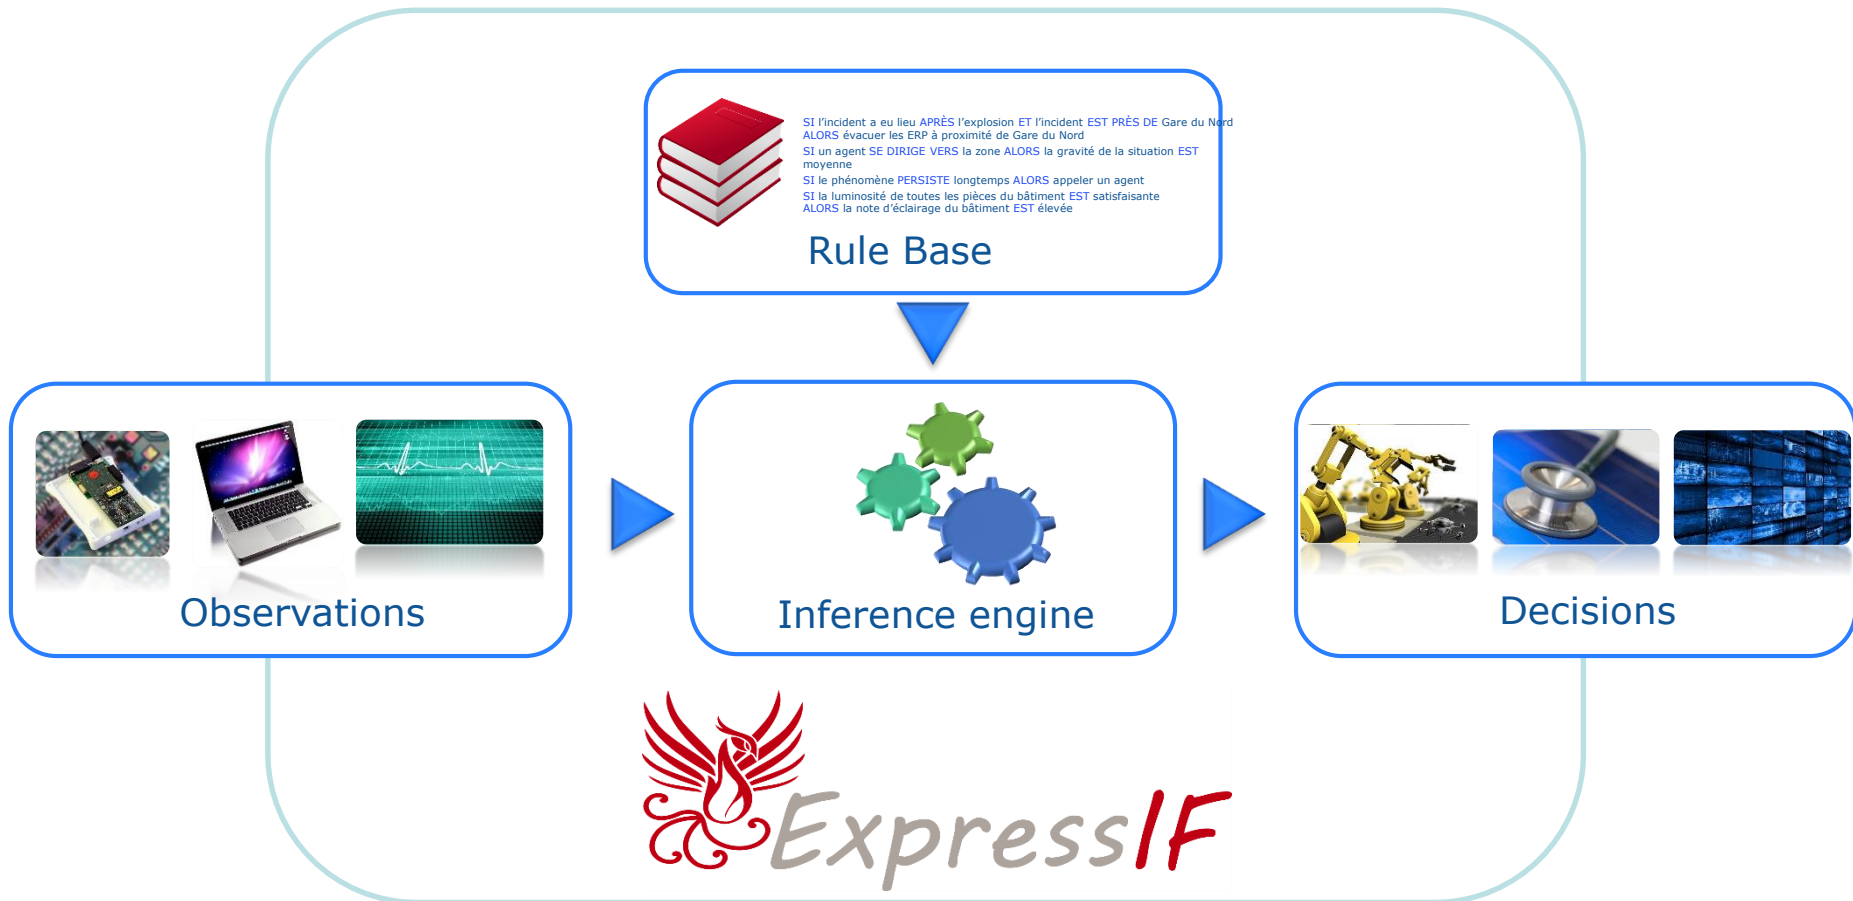 SI l’incident a eu lieu APRÈS l’explosion ET l’incident EST PRÈS DE Gare du Nord
ALORS évacuer les ERP à proximité de Gare du Nord
SI un agent SE DIRIGE VERS la zone ALORS la gravité de la situation EST
moyenne
SI le phénomène PERSISTE longtemps ALORS appeler un agent
SI la luminosité de toutes les pièces du bâtiment EST satisfaisante
ALORS la note d’éclairage du bâtiment EST élevée
Rule Base
Observations
Inference engine
Decisions
ExpressIF